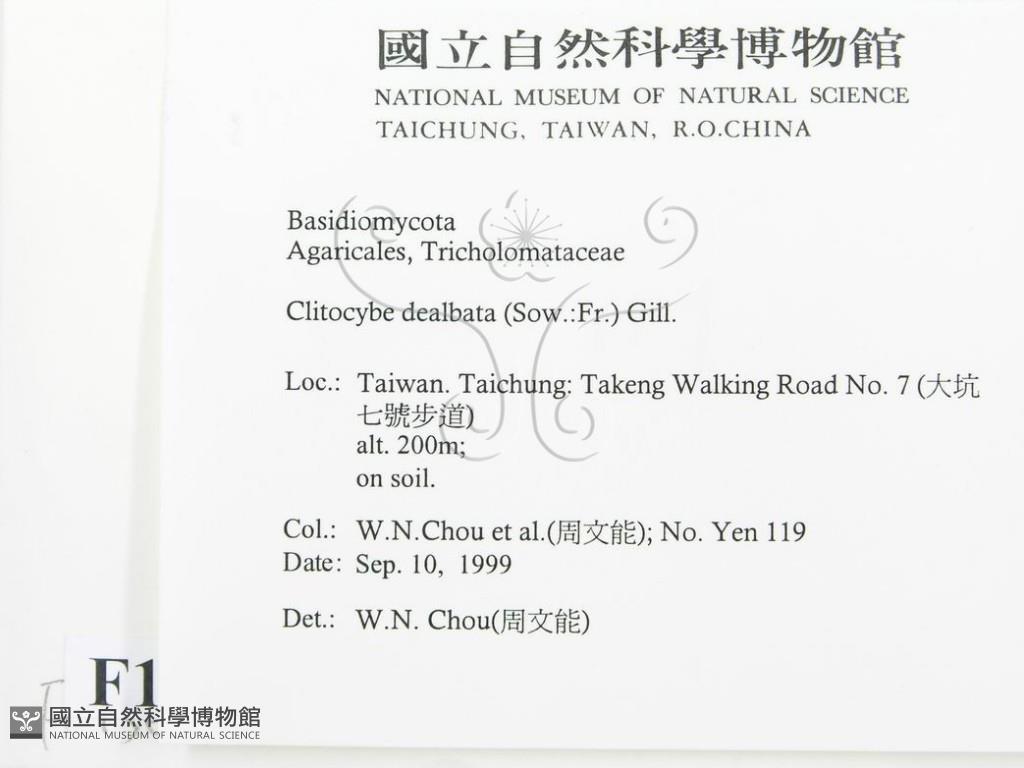 國立自然科學博物館
NATIONAL MUSEUM OF NATURAL SCIENCE
TAICHUNG, TAIWAN, R.O.CHINA
Basidiomycota
Agaricales, Tricholomataceae
Clitocybe dealbata (Sow.:Fr.) Gill.
Loc.: Taiwan. Taichung: Takeng Walking Road No. 7 (大坑
七號步道)
alt. 200m;
on soil.
Col.: W.N.Chou et al.(周文能); No. Yen 119
Date: Sep. 10, 1999
Det.: W.N. Chou(周文能)
F1
國立自然科學博物館
NATIONAL MUSEUM OF NATURAL SCIENCE